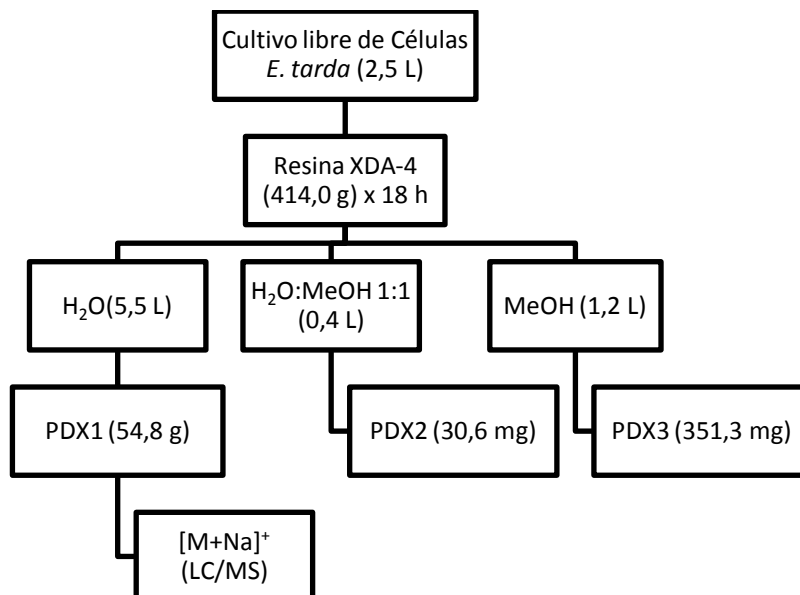 Cultivo libre de Células
E. tarda (2,5 L)
Resina XDA-4
(414,0 g) x 18 h
H₂O(5,5 L)
H₂O:MeOH 1:1
(0,4 L)
MeOH (1,2 L)
PDX1 (54,8 g)
PDX2 (30,6 mg)
PDX3 (351,3 mg)
[M+Na]⁺
(LC/MS)